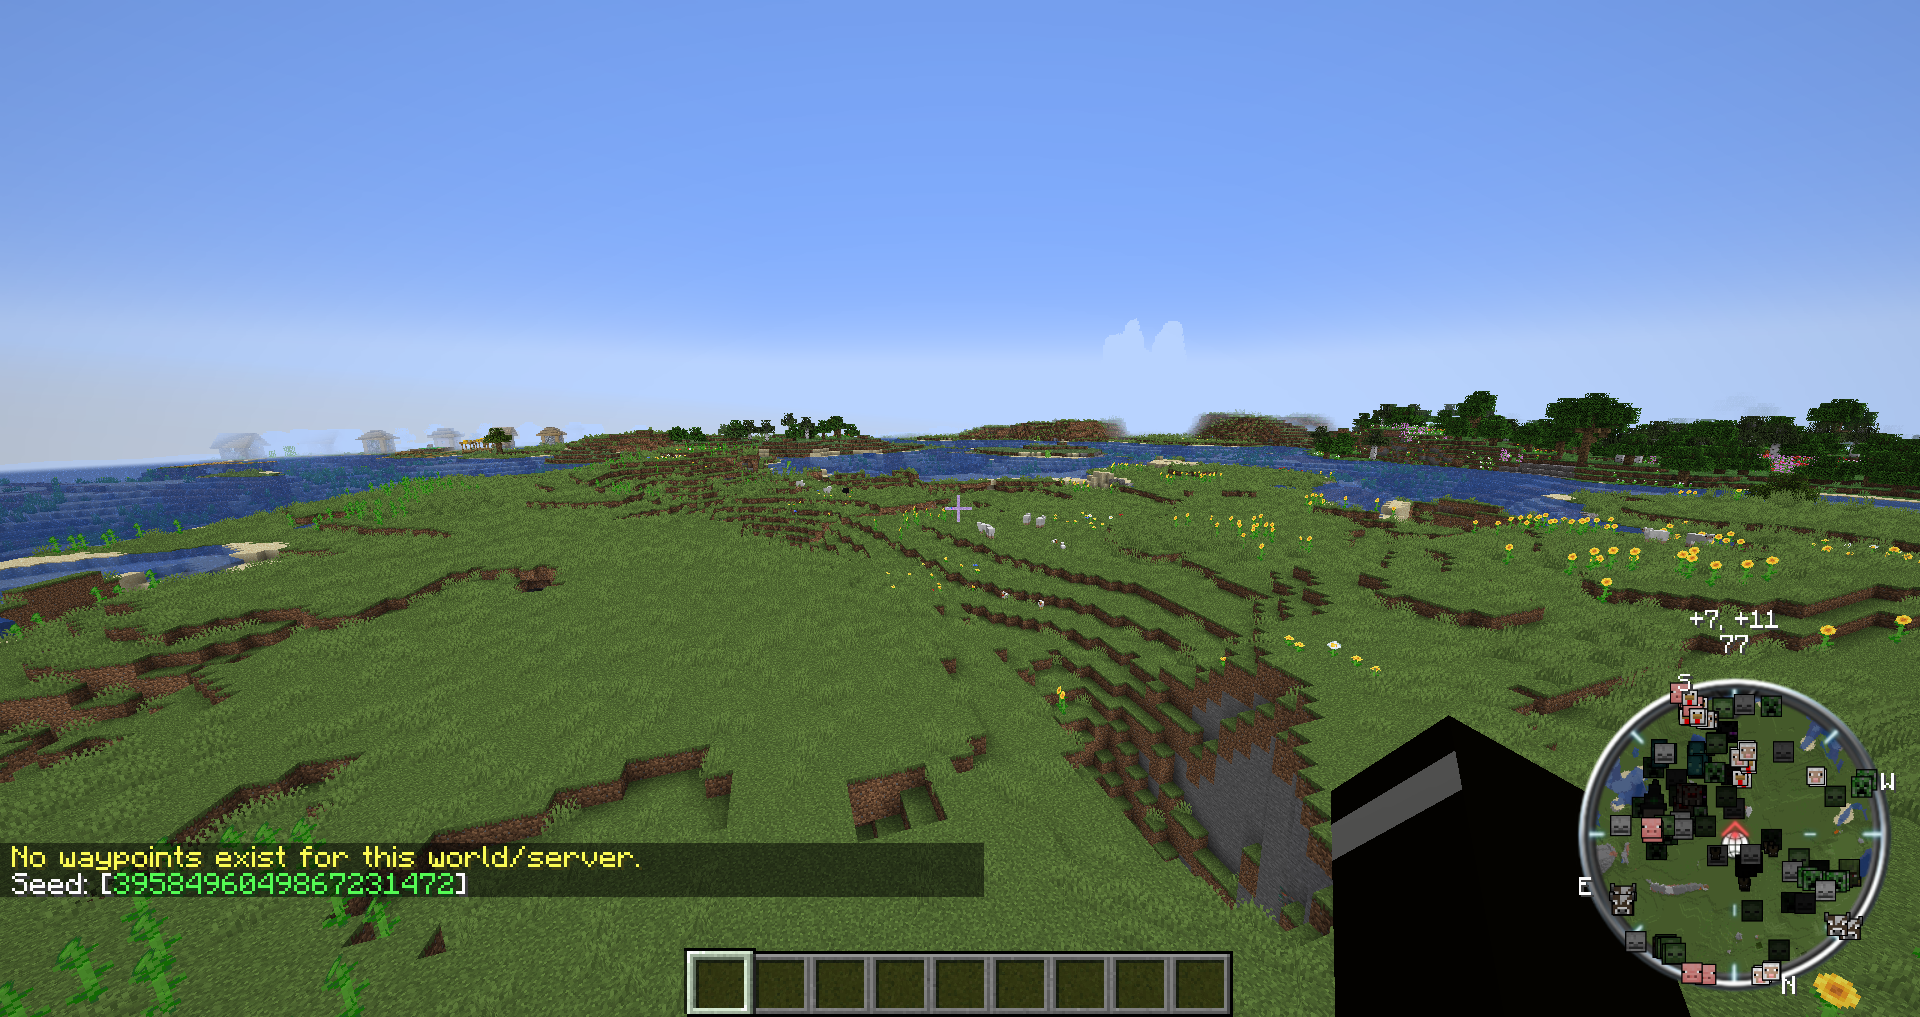 +7, +11
77
S
W
No waypoints exist for this world/server.
Seed: [3958496049867231472]
E
N